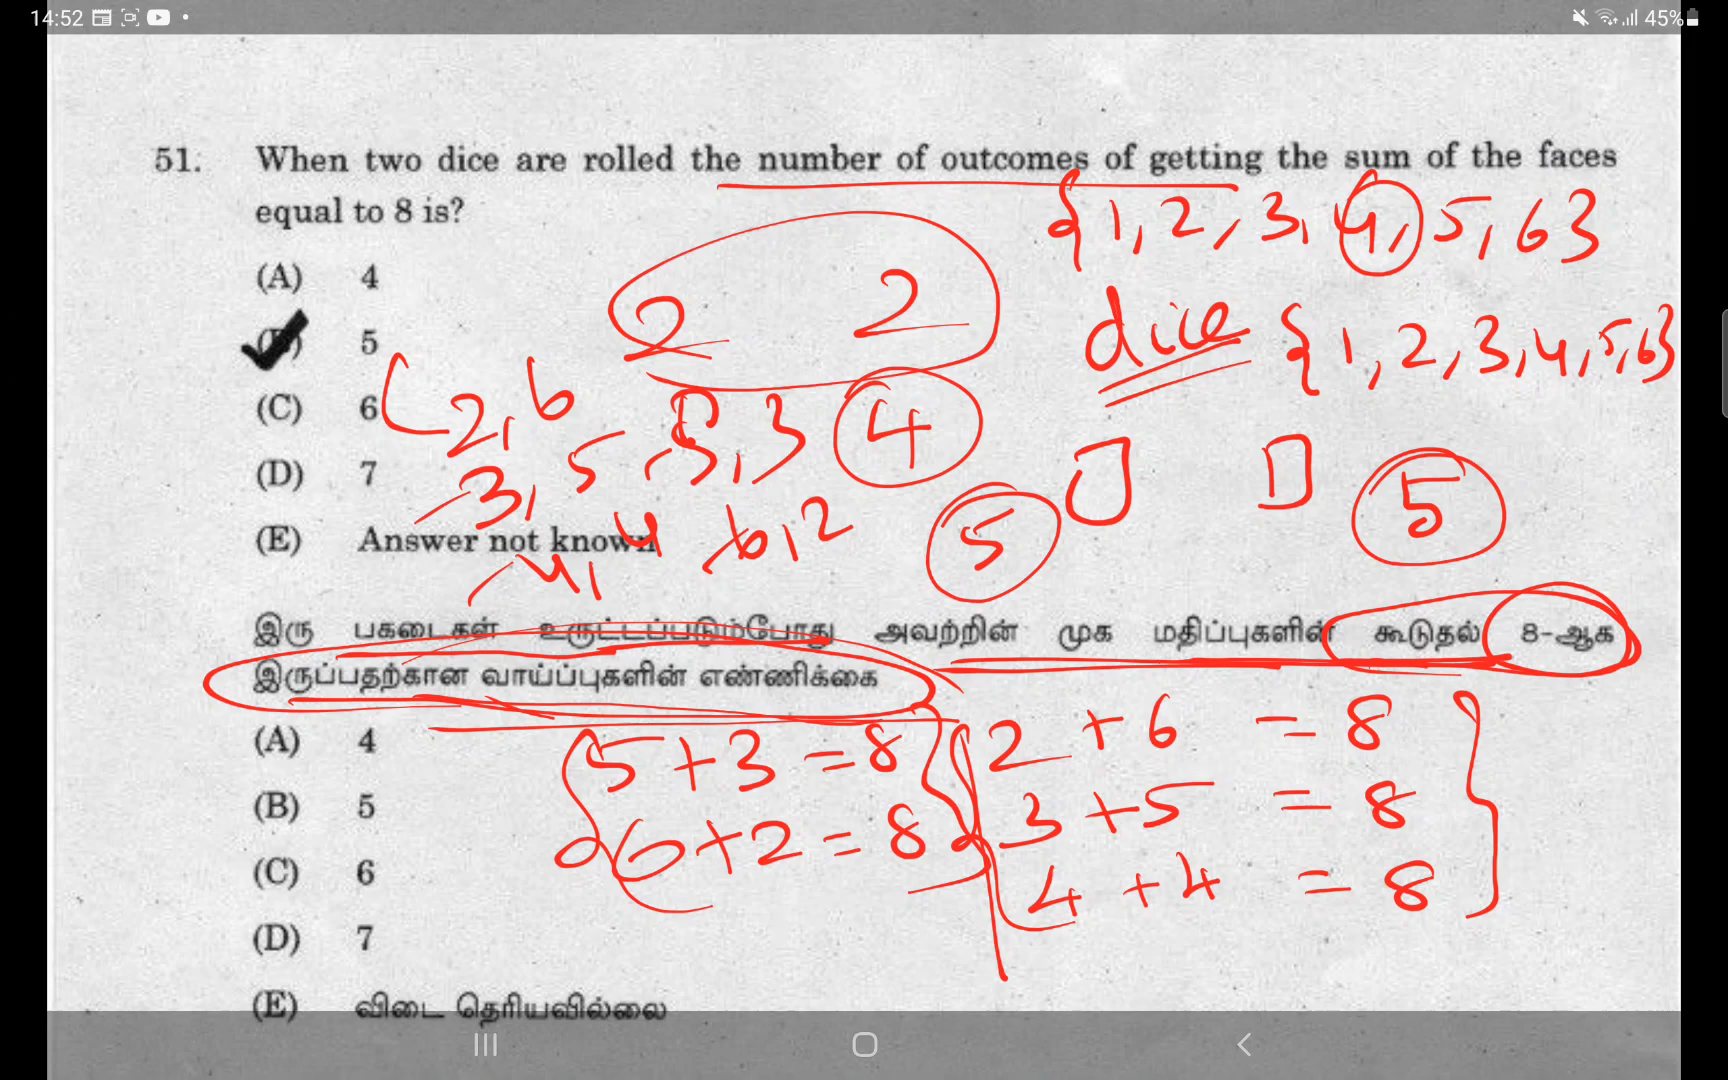 14:52 45%
51. When two dice are rolled the number of outcomes of getting the sum of the faces
equal to 8 is?
{1, 2, 3, 4, 5, 6}
(A) 4
2 2
dice {1, 2, 3, 4, 5, 6}
5
(C) 6
(2, 6
5, 3 4
(D) 7
3, 5
5
(E) Answer not known
4, 4
6, 2 5
இரு பகடைகள் உருட்டப்படும்போது அவற்றின் முக மதிப்புகளின் கூடுதல் 8-ஆக
இருப்பதற்கான வாய்ப்புகளின் எண்ணிக்கை
(A) 4
5 + 3 = 8
2 + 6 = 8
(B) 5
6 + 2 = 8
3 + 5 = 8
(C) 6
4 + 4 = 8
(D) 7
(E) விடை தெரியவில்லை